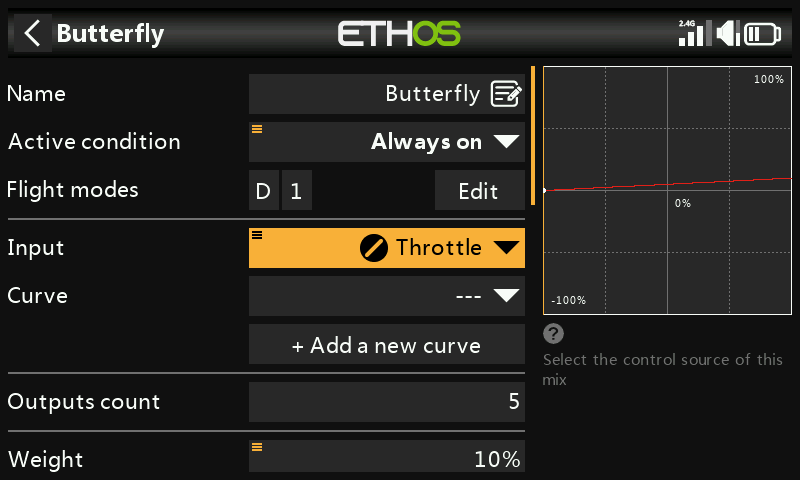 Butterfly
ETHOS
2.4G
Name
Butterfly
Active condition
Always on
Flight modes
D 1
Edit
Input
Throttle
Curve
---
+ Add a new curve
Outputs count
5
Weight
10%
100%
0%
-100%
?
Select the control source of this
mix